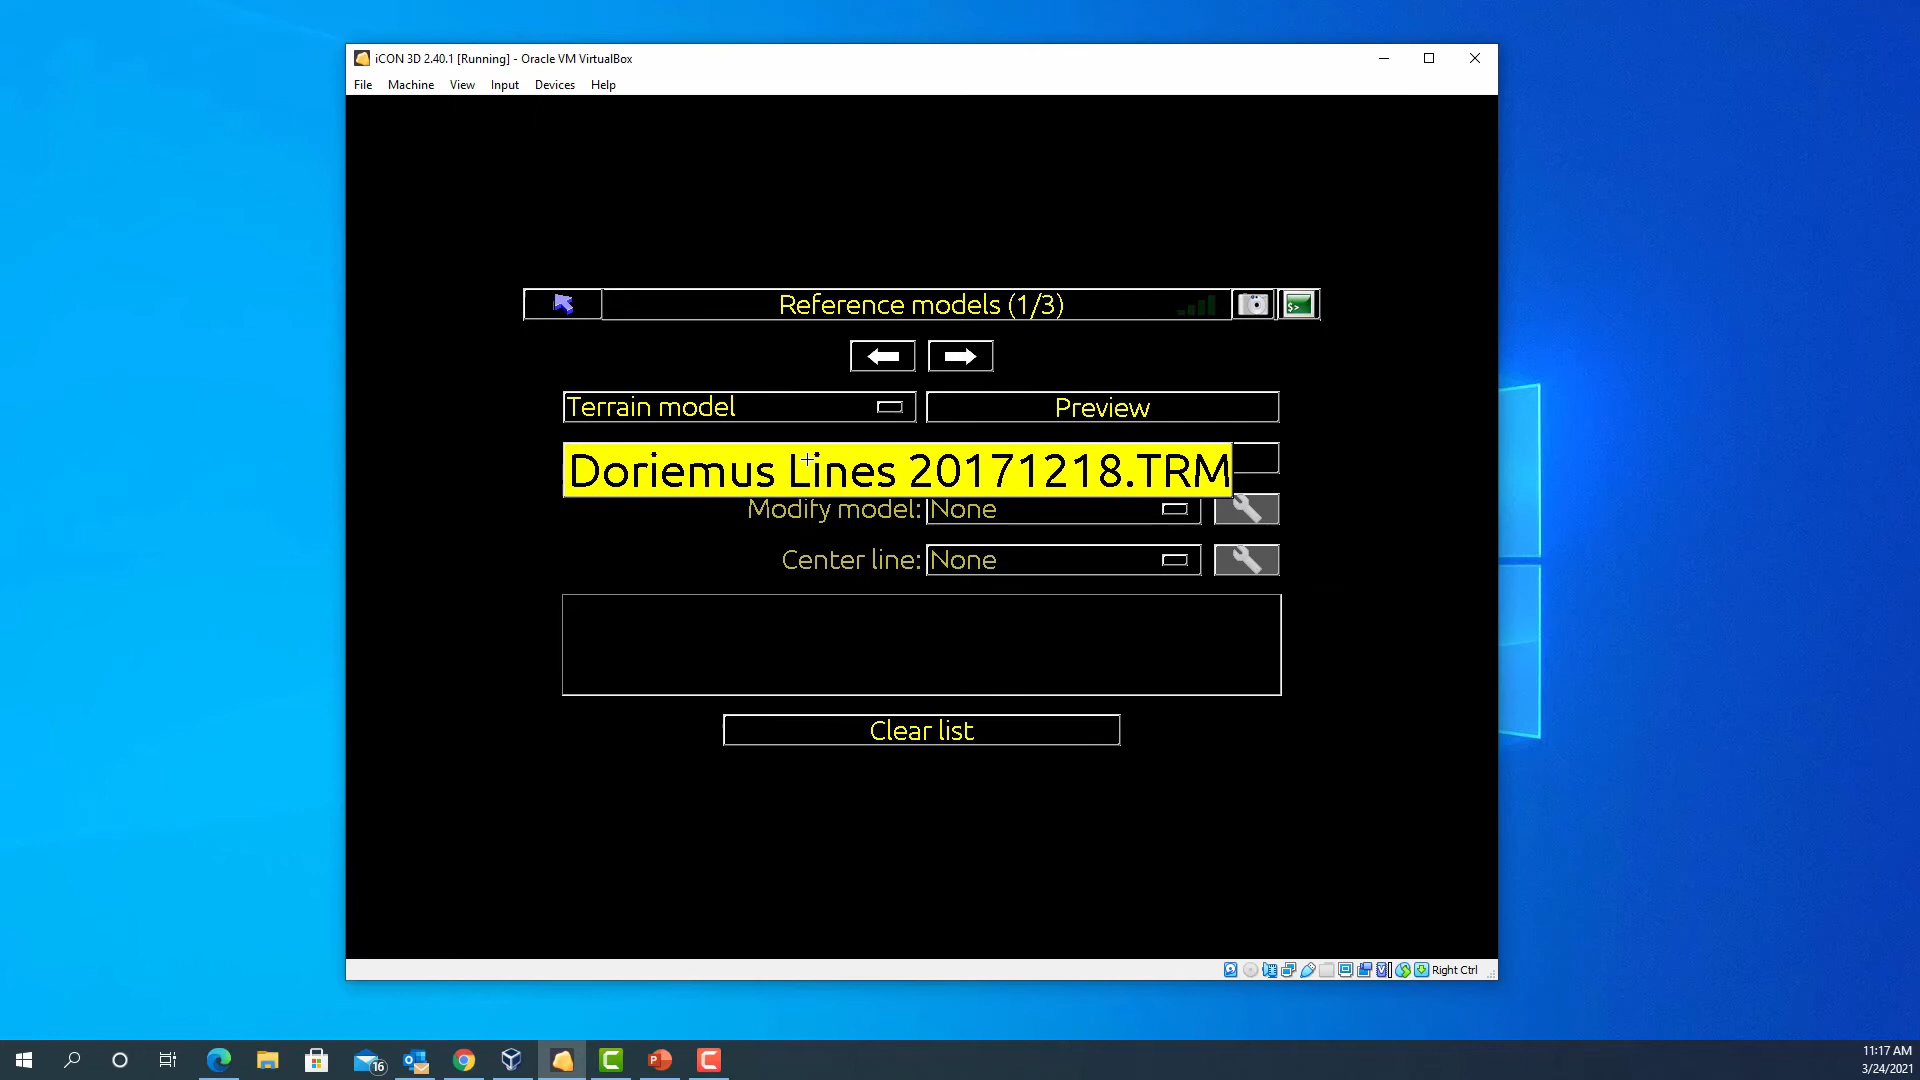 iCON 3D 2.40.1 [Running] - Oracle VM VirtualBox
File Machine View Input Devices Help
Reference models (1/3)
Terrain model
Preview
Doriemus Lines 20171218.TRM
Modify model: None
Center line: None
Clear list
Right Ctrl
16
11:17 AM
3/24/2021